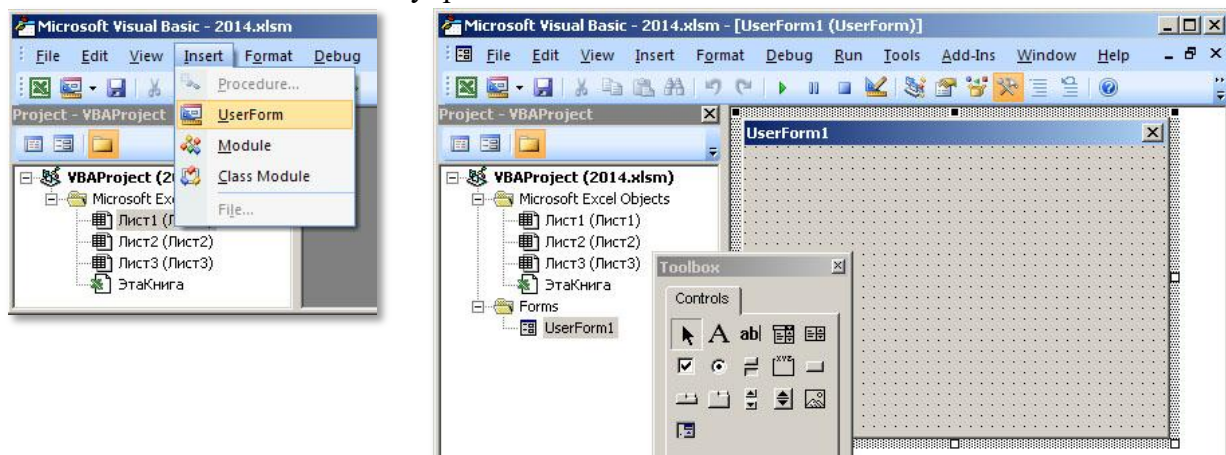 упр
Microsoft Visual Basic - 2014.xlsm
File Edit View Insert Format Debug
Procedure...
UserForm
Module
Class Module
File...
Project - VBAProject
VBAProject (2
Microsoft Exc
Лист1 (Л
Лист2 (Лист2)
Лист3 (Лист3)
ЭтаКнига
Microsoft Visual Basic - 2014.xlsm - [UserForm1 (UserForm)]
File Edit View Insert Format Debug Run Tools Add-Ins Window Help
Project - VBAProject
VBAProject (2014.xlsm)
Microsoft Excel Objects
Лист1 (Лист1)
Лист2 (Лист2)
Лист3 (Лист3)
ЭтаКнига
Forms
UserForm1
UserForm1
Toolbox
Controls
A ab
XYZ